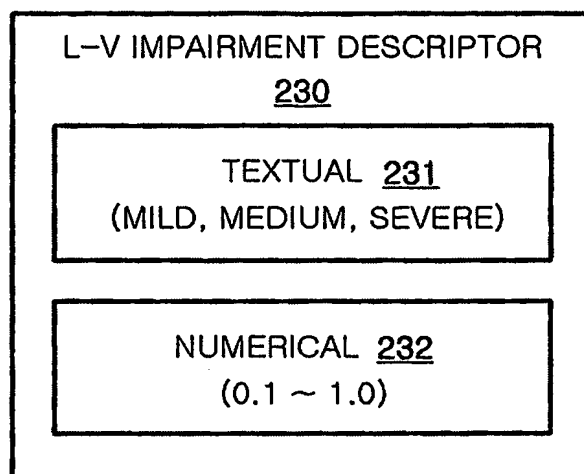 L-V IMPAIRMENT DESCRIPTOR
230
TEXTUAL 231
(MILD, MEDIUM, SEVERE)
NUMERICAL 232
(0.1 ~ 1.0)